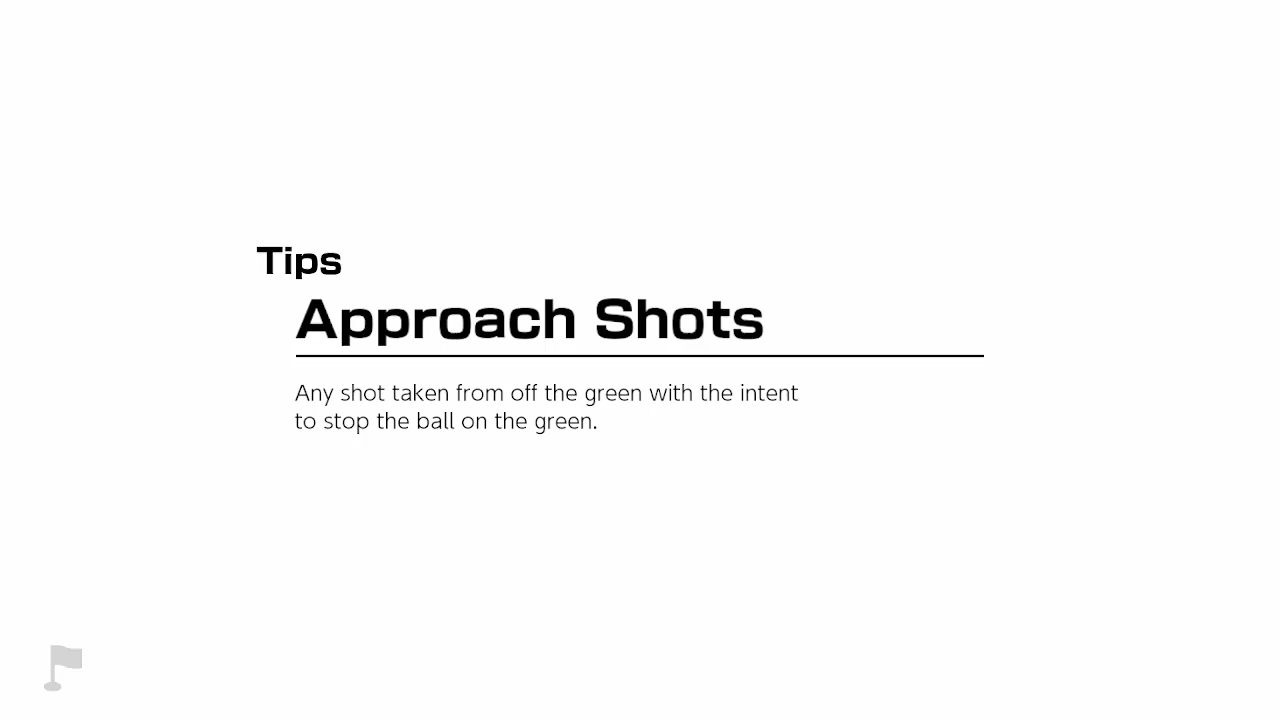 Tips
Approach Shots
Any shot taken from off the green with the intent
to stop the ball on the green.